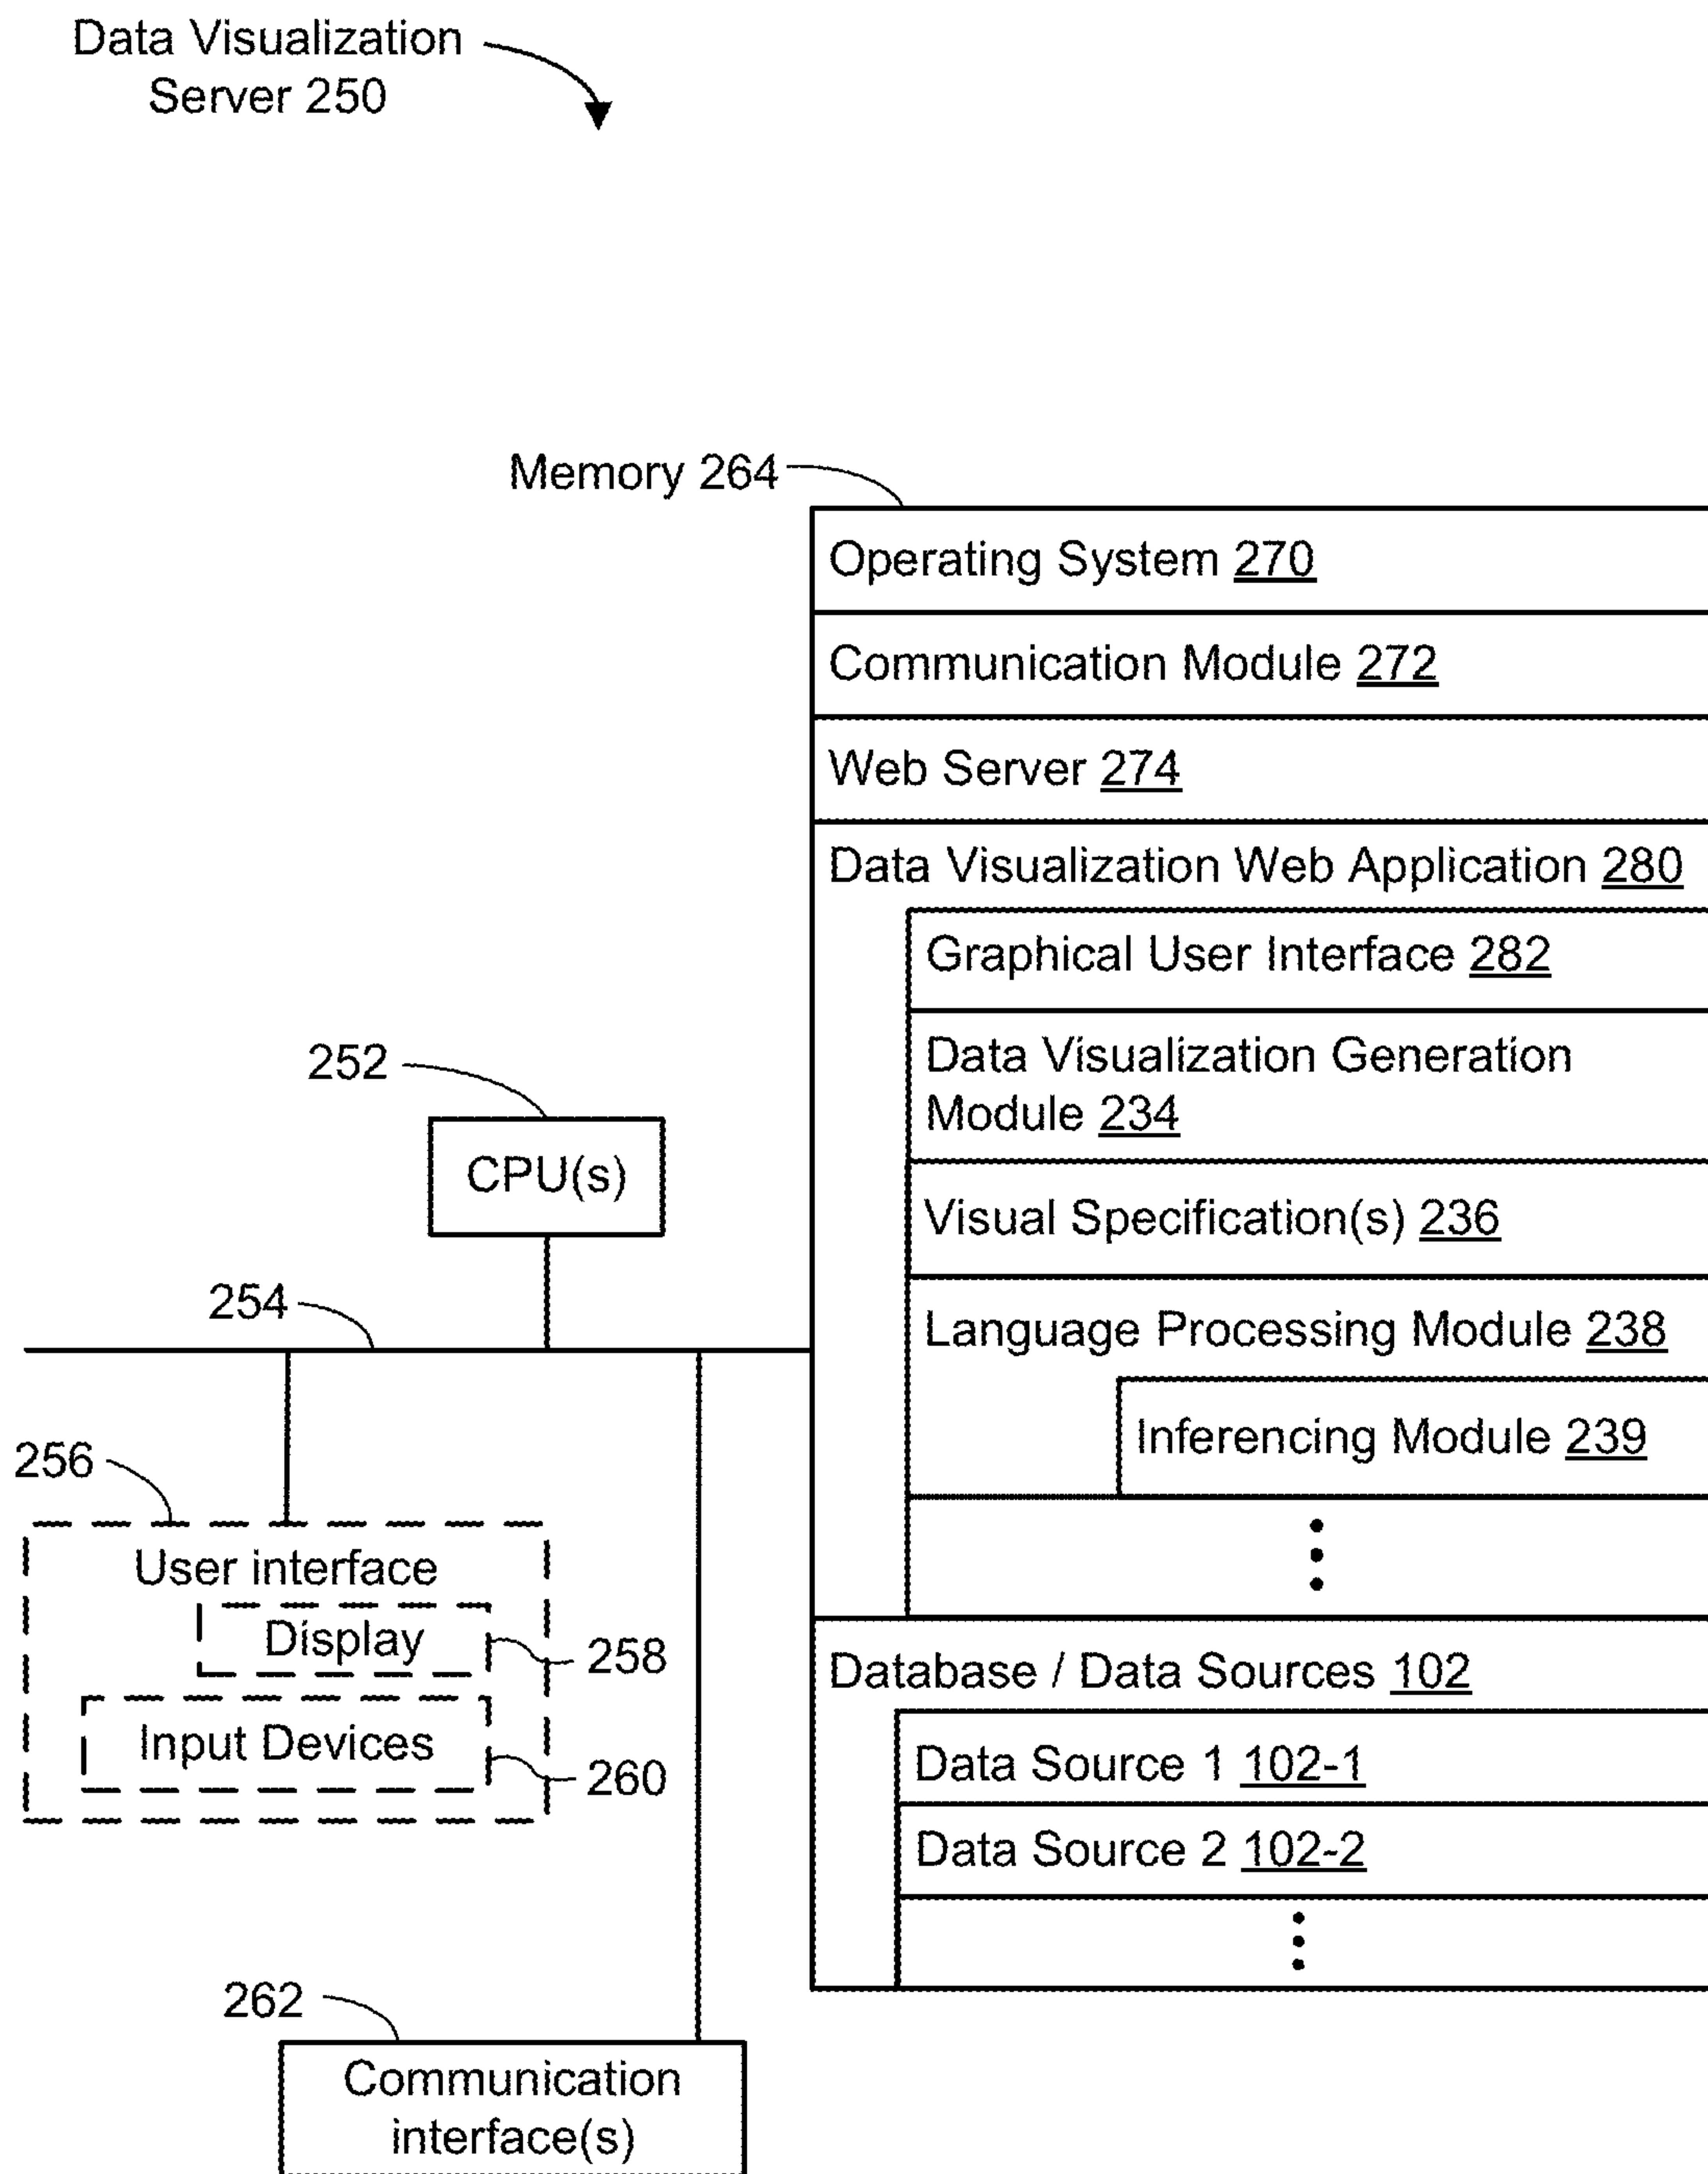 Data Visualization
Server 250
Memory 264
Operating System 270
Communication Module 272
Web Server 274
Data Visualization Web Application 280
Graphical User Interface 282
Data Visualization Generation
Module 234
Visual Specification(s) 236
Language Processing Module 238
Inferencing Module 239
Database / Data Sources 102
Data Source 1 102-1
Data Source 2 102-2
252
CPU(s)
254
256
User interface
Display
258
Input Devices
260
262
Communication
interface(s)